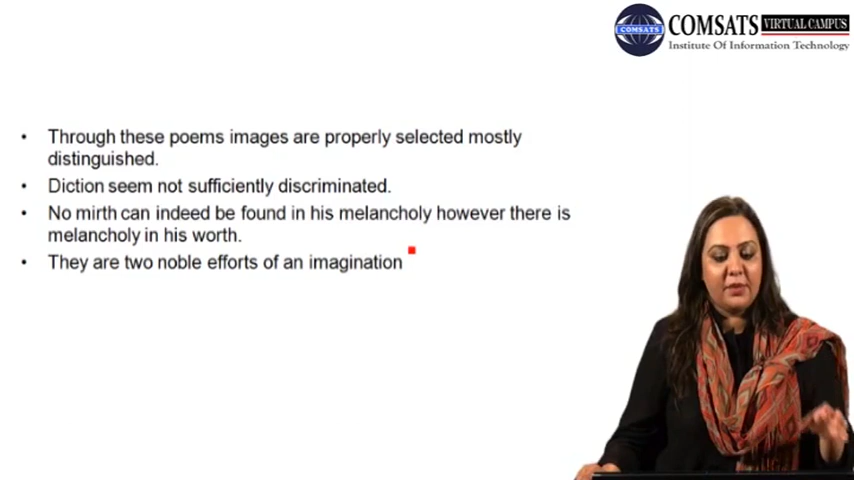 COMSATS
COMSATS VIRTUAL CAMPUS
Institute Of Information Technology
• Through these poems images are properly selected mostly
distinguished.
• Diction seem not sufficiently discriminated.
• No mirth can indeed be found in his melancholy however there is
melancholy in his worth.
• They are two noble efforts of an imagination